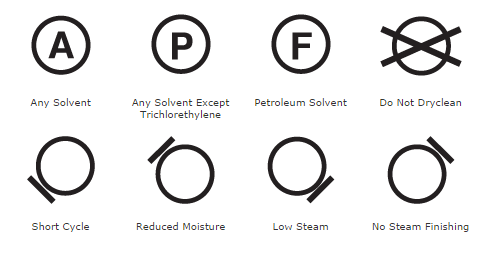 A P F
Any Solvent
Any Solvent Except
Trichlorethylene
Petroleum Solvent
Do Not Dryclean
Short Cycle
Reduced Moisture
Low Steam
No Steam Finishing